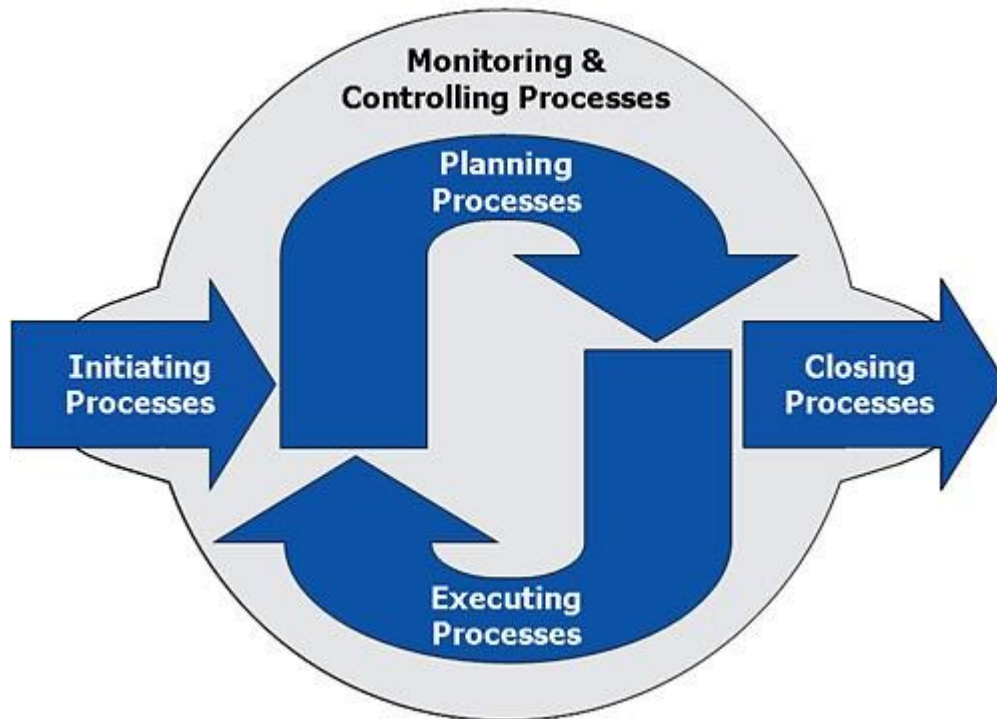 Monitoring &
Controlling Processes
Planning
Processes
Initiating
Processes
Closing
Processes
Executing
Processes